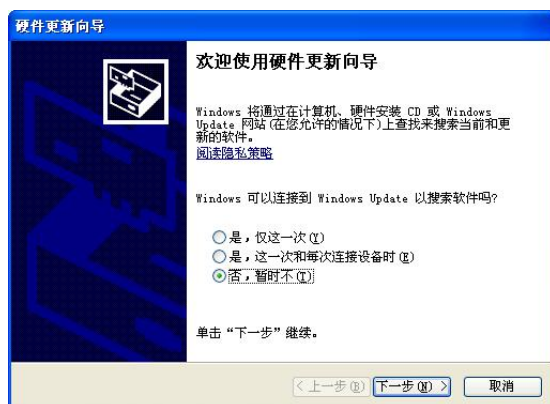 硬件更新向导
欢迎使用硬件更新向导
Windows 将通过在计算机、硬件安装 CD 或 Windows
Update 网站(在您允许的情况下)上查找来搜索当前和更
新的软件。
阅读隐私策略
Windows 可以连接到 Windows Update 以搜索软件吗?
是，仅这一次(Y)
是，这一次和每次连接设备时(E)
否，暂时不(T)
单击“下一步”继续。
< 上一步(B) 下一步(N) > 取消